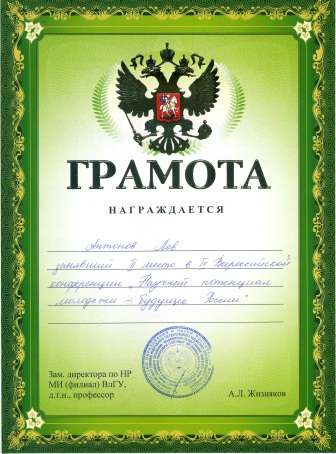 ГРАМОТА
НАГРАЖДАЕТСЯ
Антонов Лев
занявший II место в IV Всероссийской
конференции "Научный потенциал
молодежи - будущее России"
Зам. директора по НР
МИ (филиал) ВлГУ,
д.т.н., профессор
А.Л. Жизняков